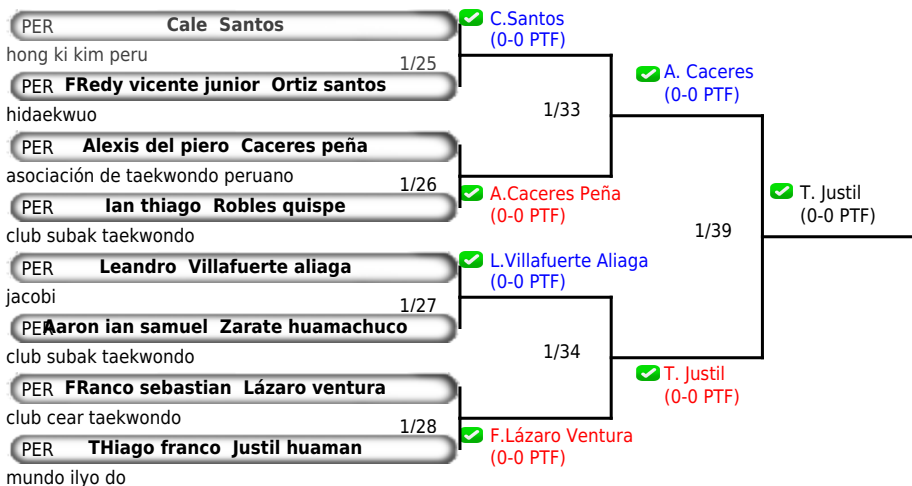 PER Cale Santos
hong ki kim peru
1/25
PER FRedy vicente junior Ortiz santos
hidaekwuo
PER Alexis del piero Caceres peña
asociación de taekwondo peruano
1/26
PER Ian thiago Robles quispe
club subak taekwondo
PER Leandro Villafuerte aliaga
jacobi
1/27
PER Aaron ian samuel Zarate huamachuco
club subak taekwondo
PER FRanco sebastian Lázaro ventura
club cear taekwondo
1/28
PER THiago franco Justil huaman
mundo ilyo do
C.Santos
(0-0 PTF)
1/33
A.Caceres Peña
(0-0 PTF)
L.Villafuerte Aliaga
(0-0 PTF)
1/34
F.Lázaro Ventura
(0-0 PTF)
A. Caceres
(0-0 PTF)
1/39
T. Justil
(0-0 PTF)
T. Justil
(0-0 PTF)